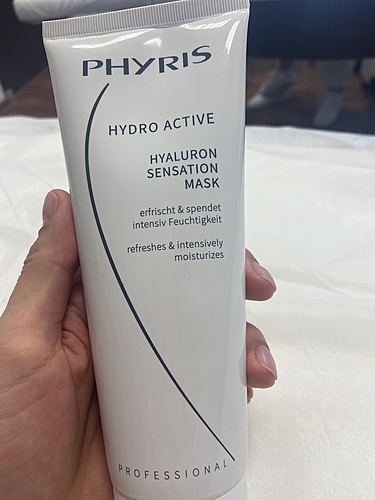 PHYRIS
HYDRO ACTIVE
HYALURON
SENSATION
MASK
erfrischt & spendet
intensiv Feuchtigkeit
refreshes & intensively
moisturizes
PROFESSIONAL